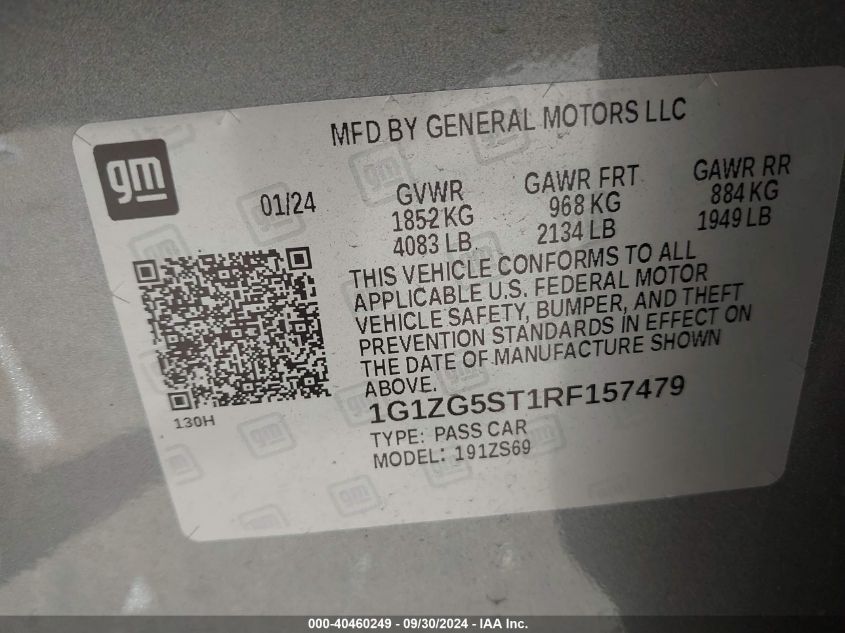 MFD BY GENERAL MOTORS LLC
gm
01/24
GVWR
1852 KG
4083 LB
GAWR FRT
968 KG
2134 LB
GAWR RR
884 KG
1949 LB
THIS VEHICLE CONFORMS TO ALL
APPLICABLE U.S. FEDERAL MOTOR
VEHICLE SAFETY, BUMPER, AND THEFT
PREVENTION STANDARDS IN EFFECT ON
THE DATE OF MANUFACTURE SHOWN
ABOVE.
130H
1G1ZG5ST1RF157479
TYPE: PASS CAR
MODEL: 191ZS69
000-40460249 - 09/30/2024 - IAA Inc.